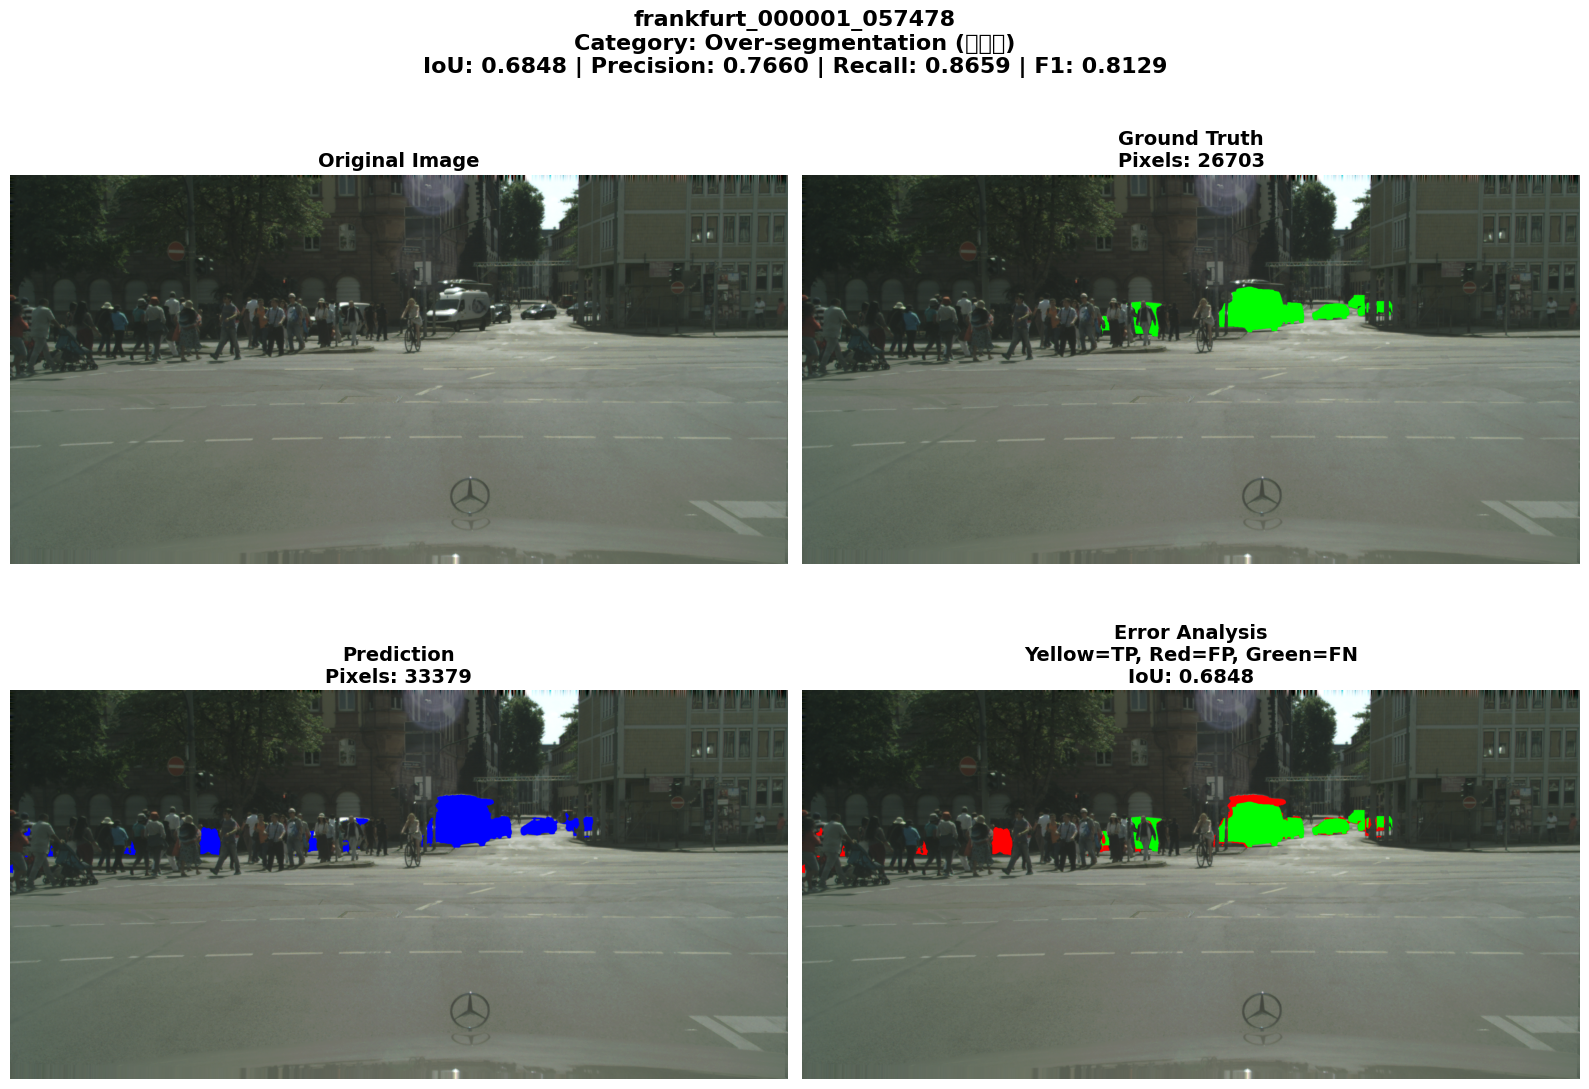 frankfurt_000001_057478
Category: Over-segmentation ()
IoU: 0.6848 | Precision: 0.7660 | Recall: 0.8659 | F1: 0.8129
Original Image
Ground Truth
Pixels: 26703
Prediction
Pixels: 33379
Error Analysis
Yellow=TP, Red=FP, Green=FN
IoU: 0.6848